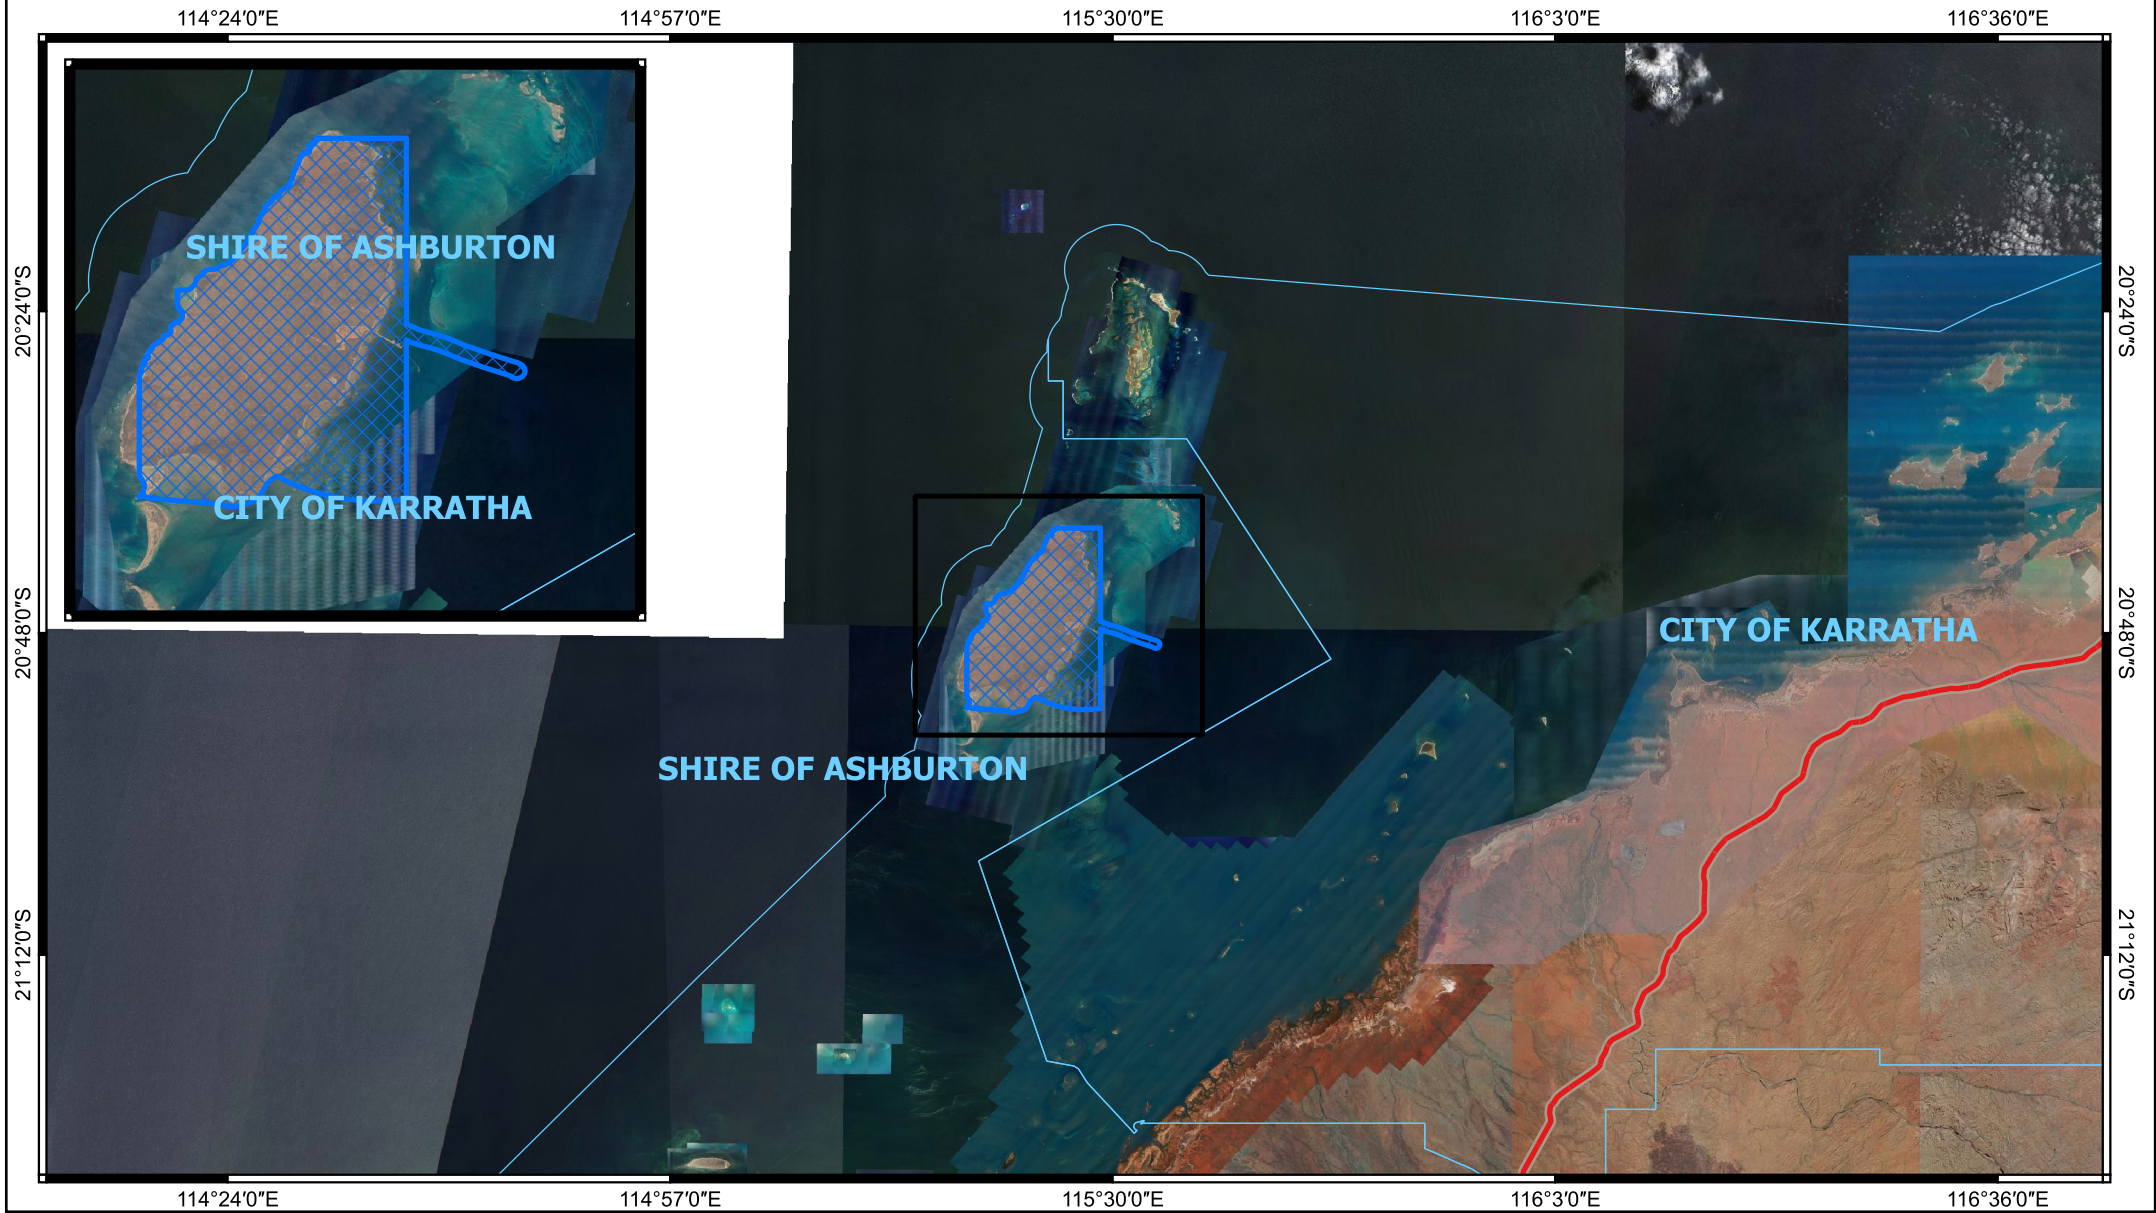 114°24′0″E 114°57′0″E 115°30′0″E 116°3′0″E 116°36′0″E
SHIRE OF ASHBURTON
20°24′0″S 20°24′0″S
CITY OF KARRATHA
20°48′0″S 20°48′0″S
CITY OF KARRATHA
SHIRE OF ASHBURTON
21°12′0″S 21°12′0″S
114°24′0″E 114°57′0″E 115°30′0″E 116°3′0″E 116°36′0″E